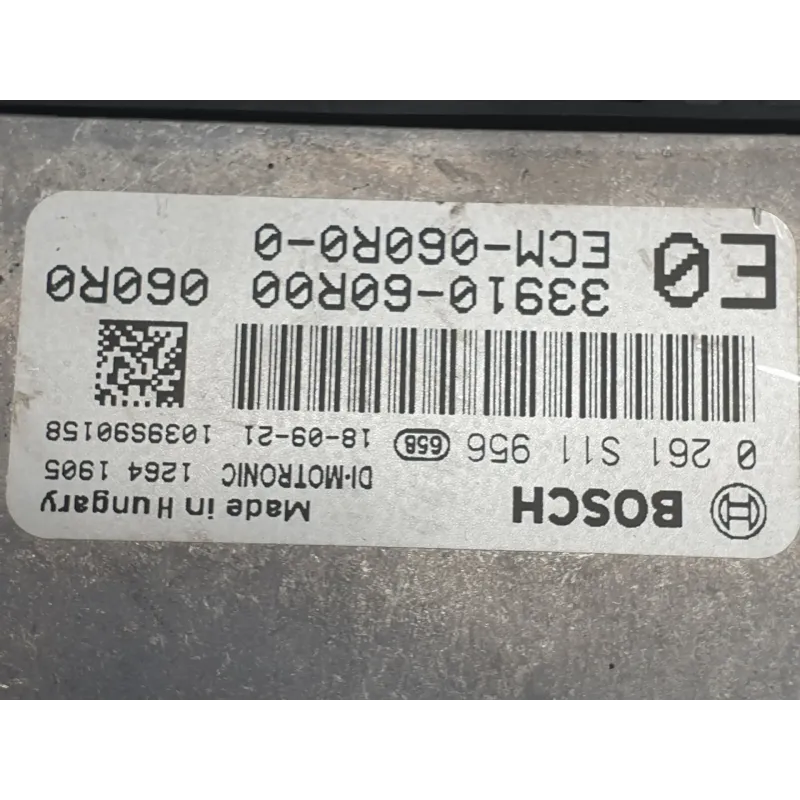 BOSCH Made in Hungary
DI-MOTRONIC 1264 1905
0 261 S11 956 658 18-09-21 1039S90158
33910-60R00 060R0
E0 ECM-060R0-0